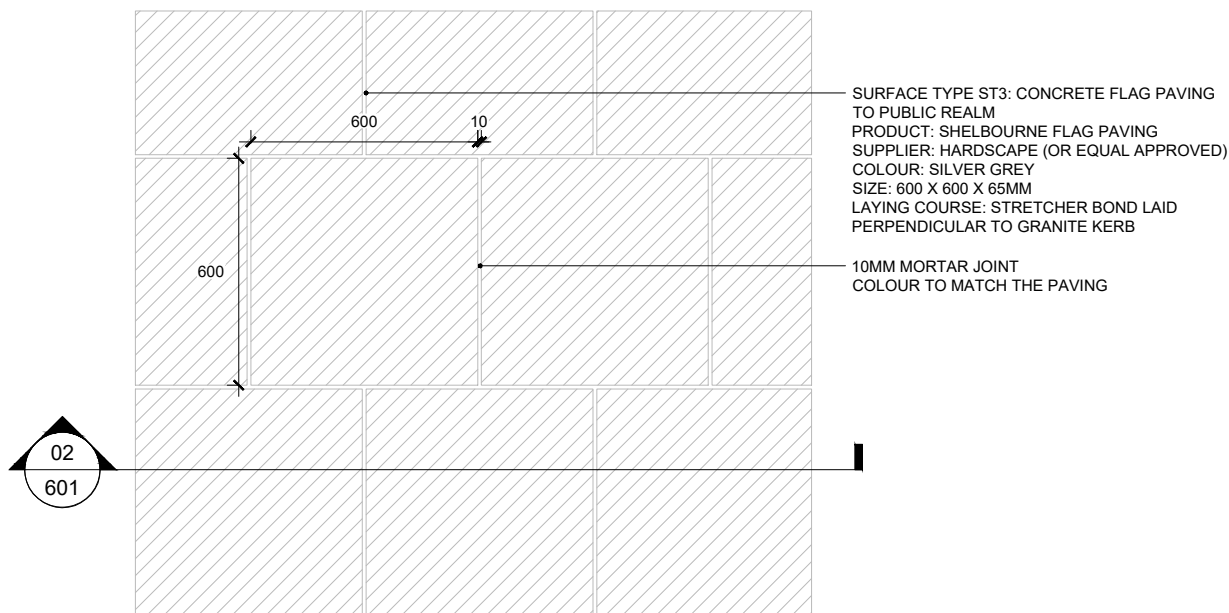 SURFACE TYPE ST3: CONCRETE FLAG PAVING
TO PUBLIC REALM
PRODUCT: SHELBOURNE FLAG PAVING
SUPPLIER: HARDSCAPE (OR EQUAL APPROVED)
COLOUR: SILVER GREY
SIZE: 600 X 600 X 65MM
LAYING COURSE: STRETCHER BOND LAID
PERPENDICULAR TO GRANITE KERB
600
10
10MM MORTAR JOINT
COLOUR TO MATCH THE PAVING
600
02
601